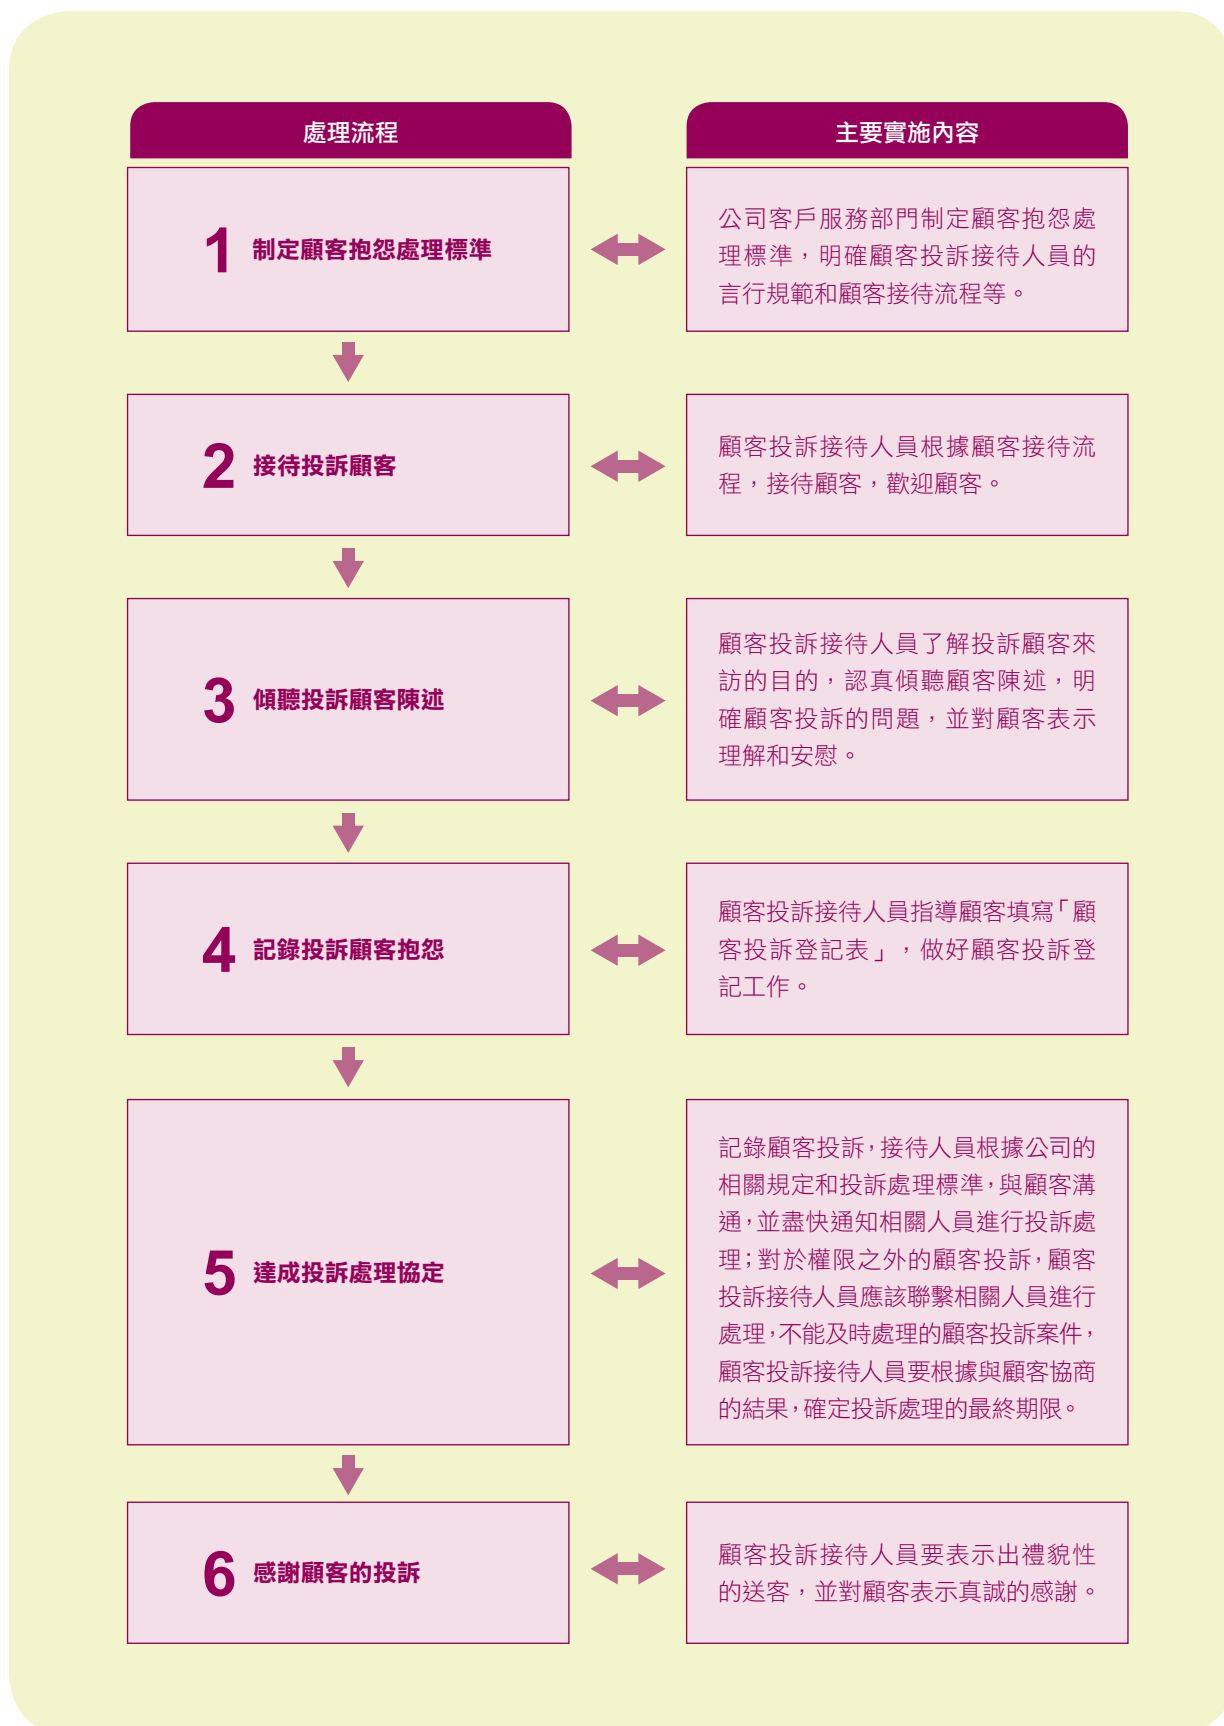 處理流程
主要實施內容
1 制定顧客抱怨處理標準
公司客戶服務部門制定顧客抱怨處
理標準，明確顧客投訴接待人員的
言行規範和顧客接待流程等。
2 接待投訴顧客
顧客投訴接待人員根據顧客接待流
程，接待顧客，歡迎顧客。
3 傾聽投訴顧客陳述
顧客投訴接待人員了解投訴顧客來
訪的目的，認真傾聽顧客陳述，明
確顧客投訴的問題，並對顧客表示
理解和安慰。
4 記錄投訴顧客抱怨
顧客投訴接待人員指導顧客填寫「顧
客投訴登記表」，做好顧客投訴登
記工作。
5 達成投訴處理協定
記錄顧客投訴，接待人員根據公司的
相關規定和投訴處理標準，與顧客溝
通，並盡快通知相關人員進行投訴處
理；對於權限之外的顧客投訴，顧客
投訴接待人員應該聯繫相關人員進行
處理，不能及時處理的顧客投訴案件，
顧客投訴接待人員要根據與顧客協商
的結果，確定投訴處理的最終期限。
6 感謝顧客的投訴
顧客投訴接待人員要表示出禮貌性
的送客，並對顧客表示真誠的感謝。